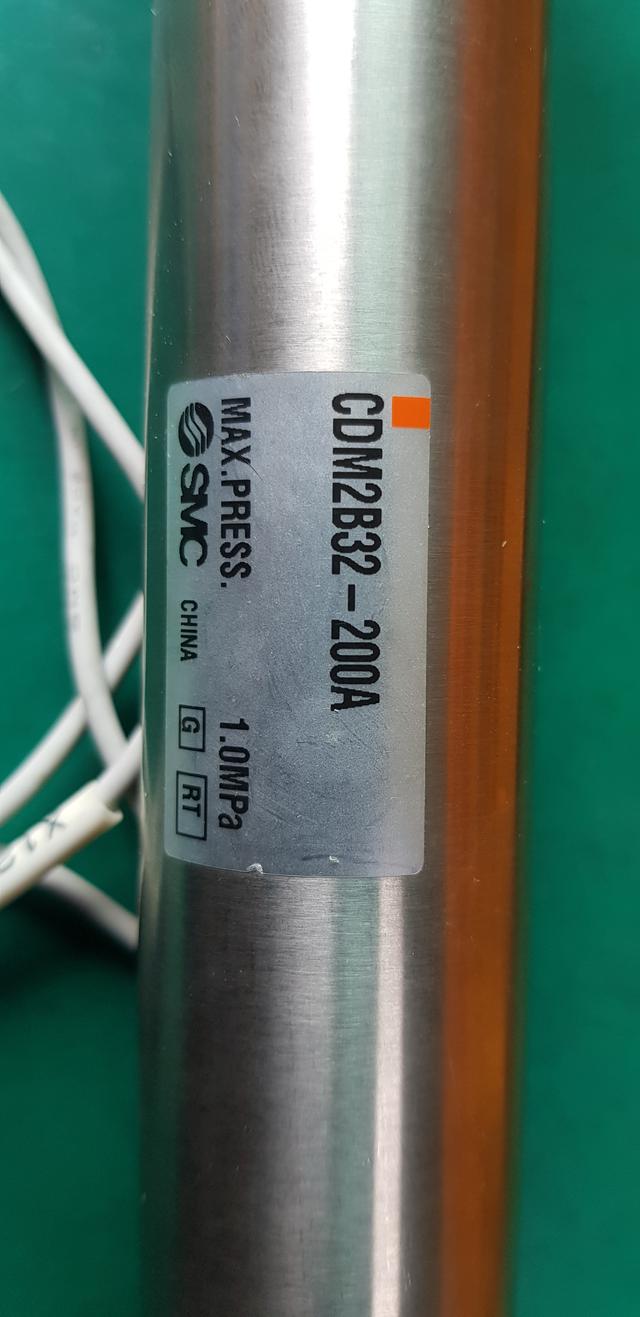 CDM2B32-200A
MAX.PRESS. 1.0MPa
SMC CHINA G RT